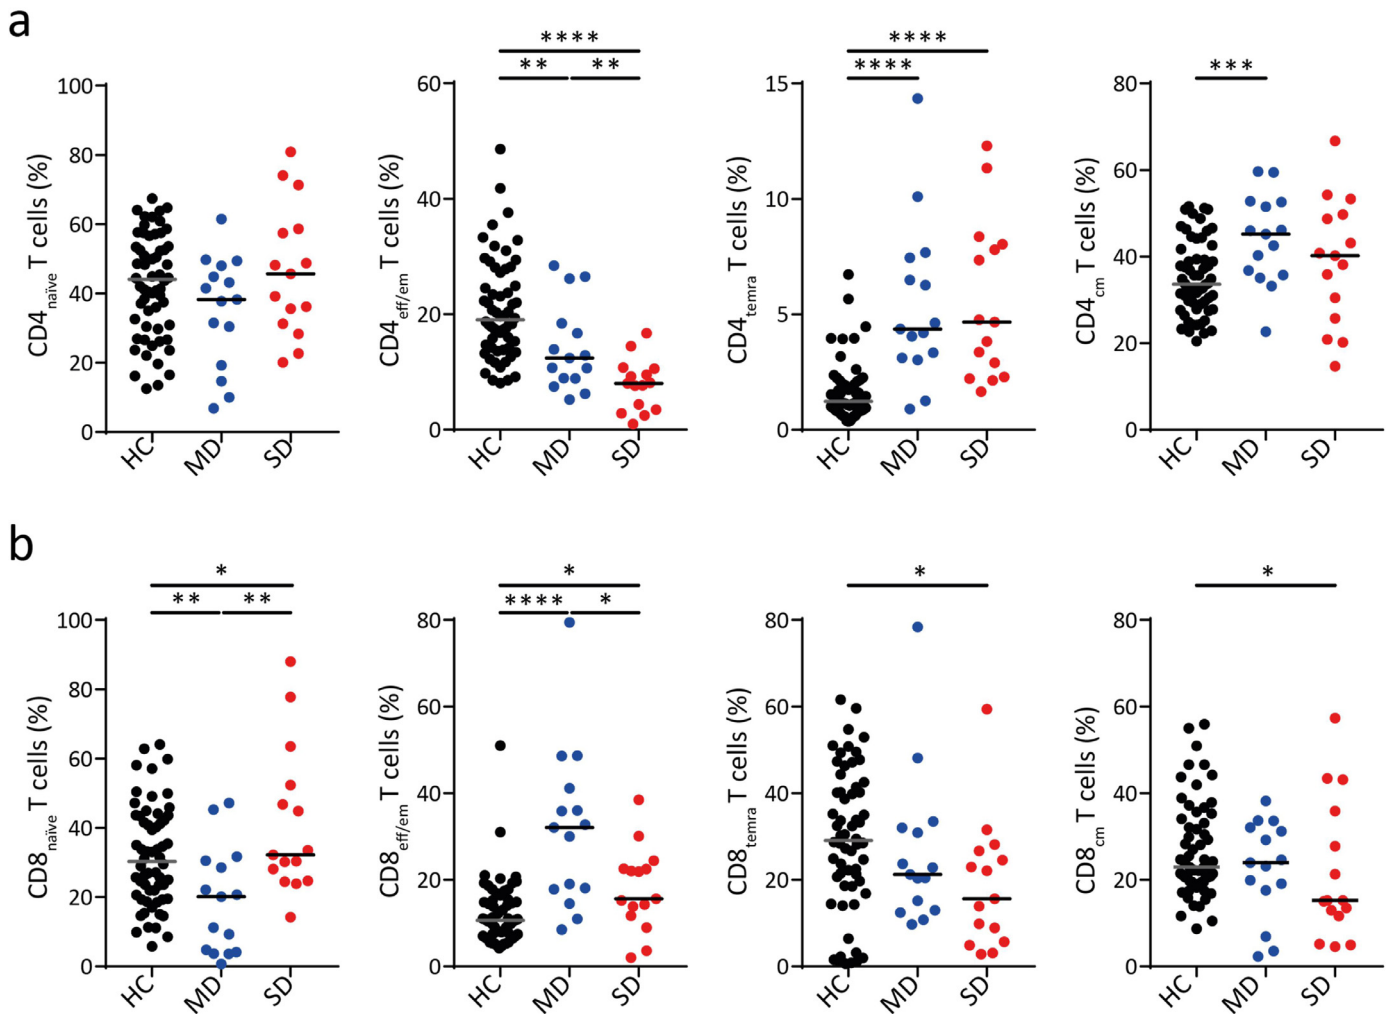 a
CD4naïve T cells (%)
100
80
60
40
20
0
HC
MD
SD
CD4eff/em T cells (%)
60
40
20
0
****
**
**
HC
MD
SD
CD4temra T cells (%)
15
10
5
0
****
****
HC
MD
SD
CD4cm T cells (%)
80
60
40
20
0
***
HC
MD
SD
b
CD8naïve T cells (%)
100
80
60
40
20
0
*
**
**
HC
MD
SD
CD8eff/em T cells (%)
80
60
40
20
0
*
****
*
HC
MD
SD
CD8temra T cells (%)
80
60
40
20
0
*
HC
MD
SD
CD8cm T cells (%)
80
60
40
20
0
*
HC
MD
SD